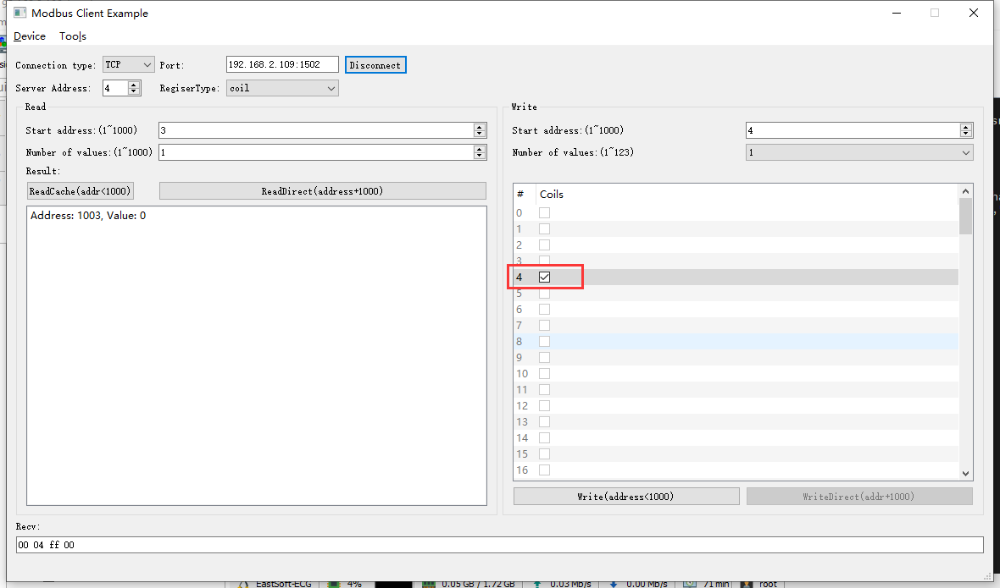 Modbus Client Example
Device Tools
Connection type: TCP Port: 192.168.2.109:1502 Disconnect
Server Address: 4 RegiserType: coil
Read
Start address:(1~1000) 3
Number of values:(1~1000) 1
Result:
ReadCache(addr<1000) ReadDirect(address+1000)
Address: 1003, Value: 0
Write
Start address:(1~1000) 4
Number of values:(1~123) 1
# Coils
0
1
2
3
4
5
6
7
8
9
10
11
12
13
14
15
16
Write(address<1000) WriteDirect(addr+1000)
Recv:
00 04 ff 00
EastSoft-ECG 4% 0.05 GB / 1.72 GB 0.03 Mb/s 0.00 Mb/s 71 min root